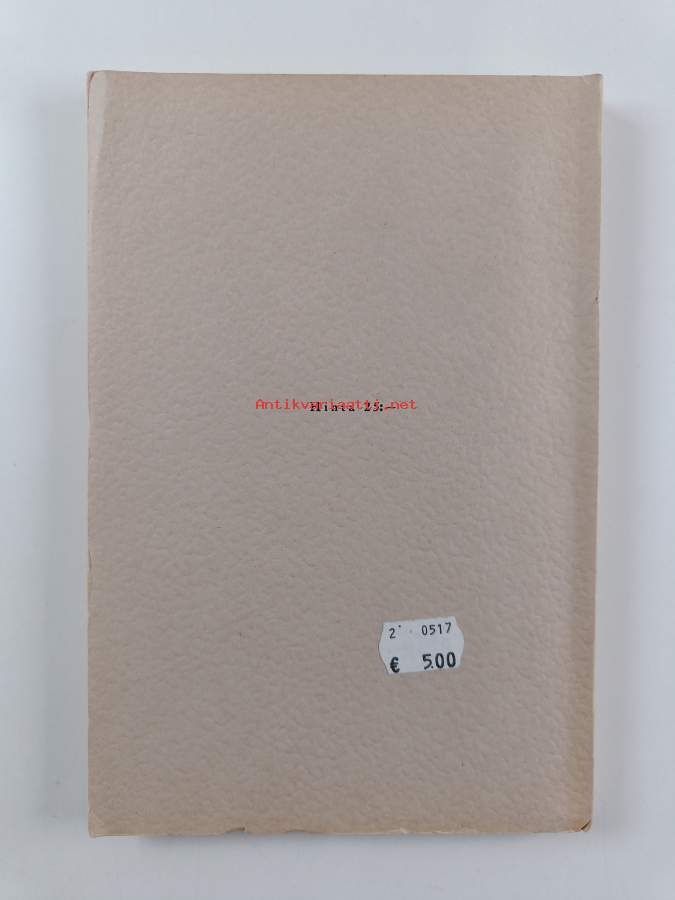 Hinta 25:—
Antikvariaatti.net
2' 0517
€ 5.00